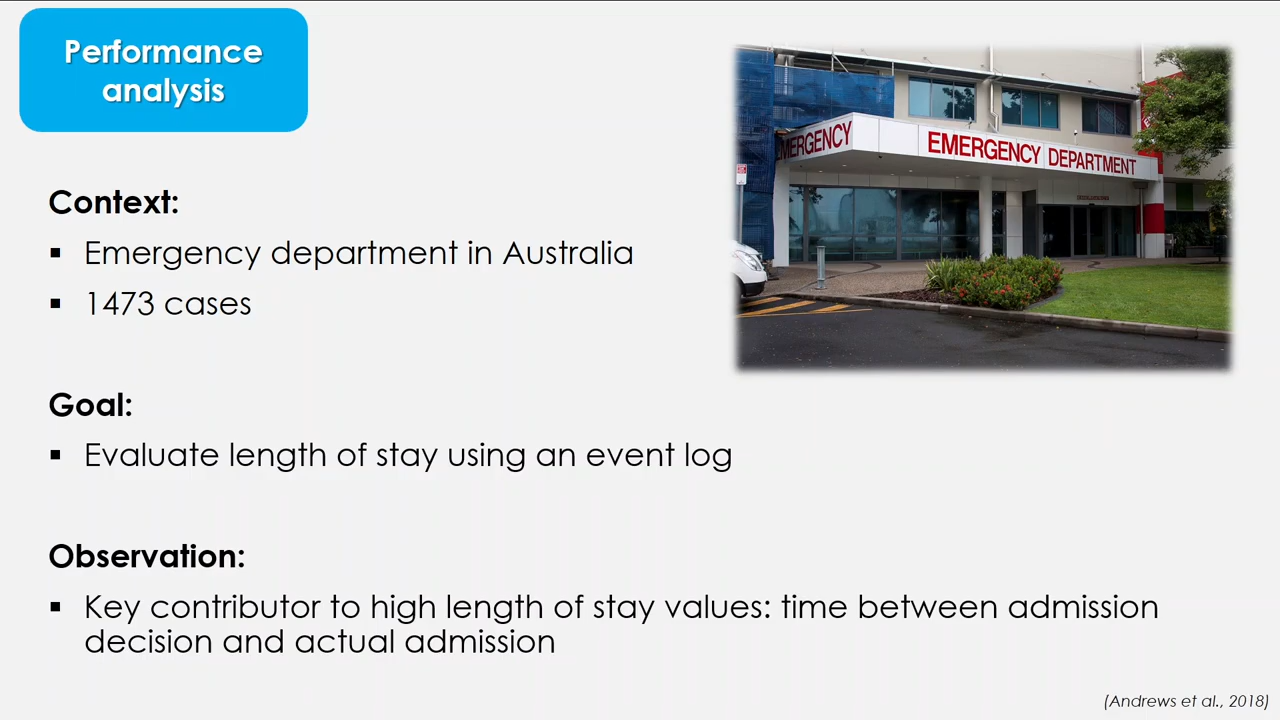 Performance
analysis
EMERGENCY EMERGENCY DEPARTMENT
Context:
▪ Emergency department in Australia
▪ 1473 cases
Goal:
▪ Evaluate length of stay using an event log
Observation:
▪ Key contributor to high length of stay values: time between admission
decision and actual admission
(Andrews et al., 2018)